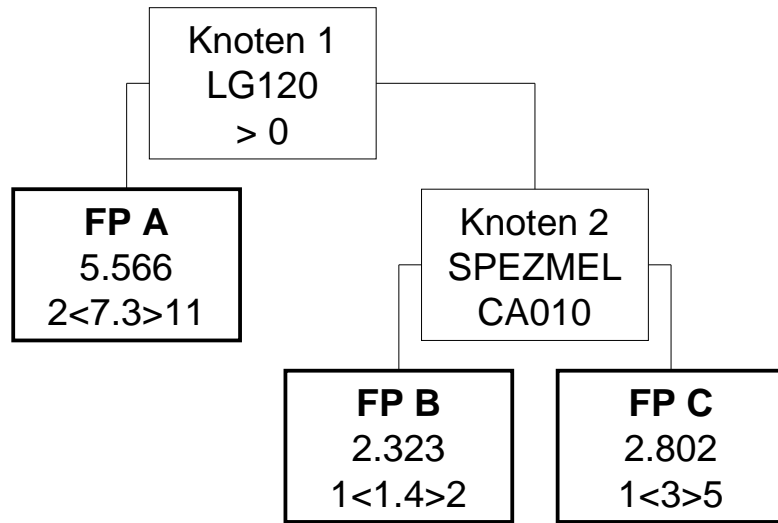 Knoten 1
LG120
> 0
FP A
5.566
2<7.3>11
Knoten 2
SPEZMEL
CA010
FP B
2.323
1<1.4>2
FP C
2.802
1<3>5